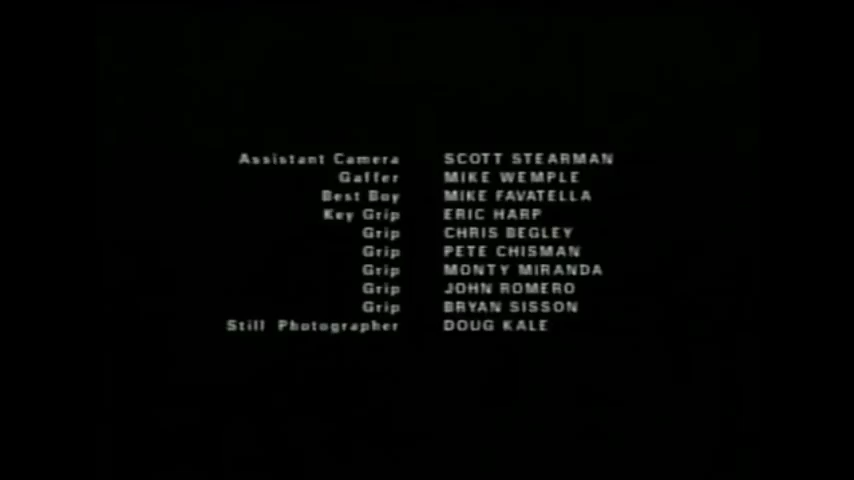 Assistant Camera SCOTT STEARMAN
Gaffer MIKE WEMPLE
Best Boy MIKE FAVATELLA
Key Grip ERIC HARP
Grip CHRIS BEGLEY
Grip PETE CHISMAN
Grip MONTY MIRANDA
Grip JOHN ROMERO
Grip BRYAN SISSON
Still Photographer DOUG KALE